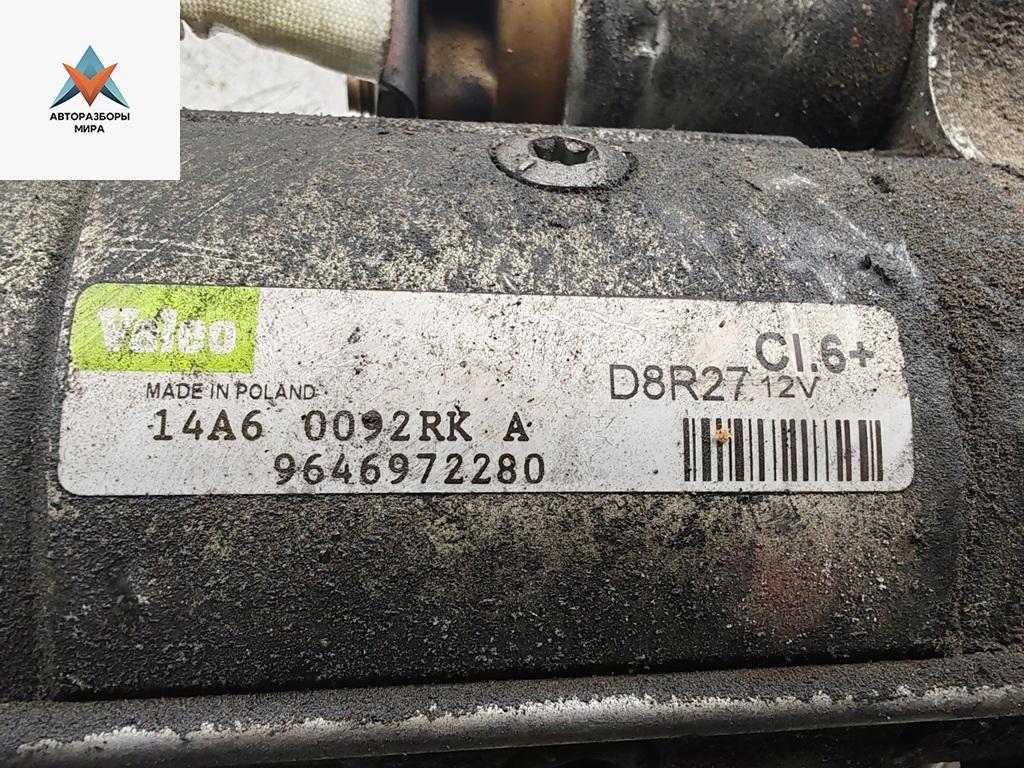 АВТОРАЗБОРЫ
МИРА
Valeo
MADE IN POLAND
Cl.6+
D8R27 12V
14A6 0092RK A
9646972280